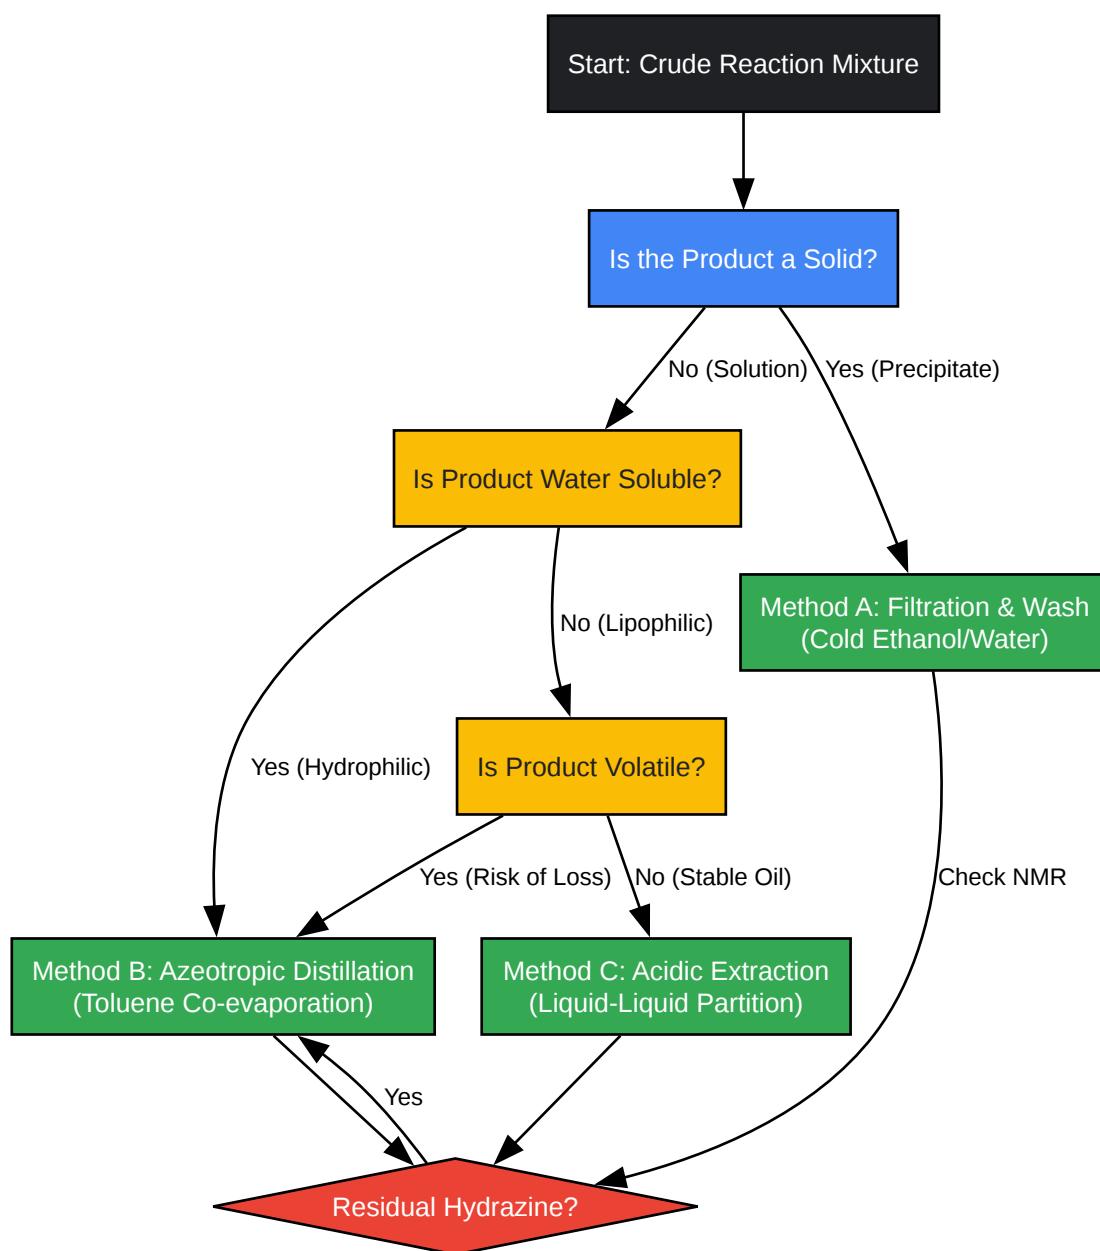 Start: Crude Reaction Mixture
Is the Product a Solid?
No (Solution)
Yes (Precipitate)
Is Product Water Soluble?
Method A: Filtration & Wash
(Cold Ethanol/Water)
No (Lipophilic)
Yes (Hydrophilic)
Is Product Volatile?
Yes (Risk of Loss)
No (Stable Oil)
Check NMR
Method B: Azeotropic Distillation
(Toluene Co-evaporation)
Method C: Acidic Extraction
(Liquid-Liquid Partition)
Yes
Residual Hydrazine?